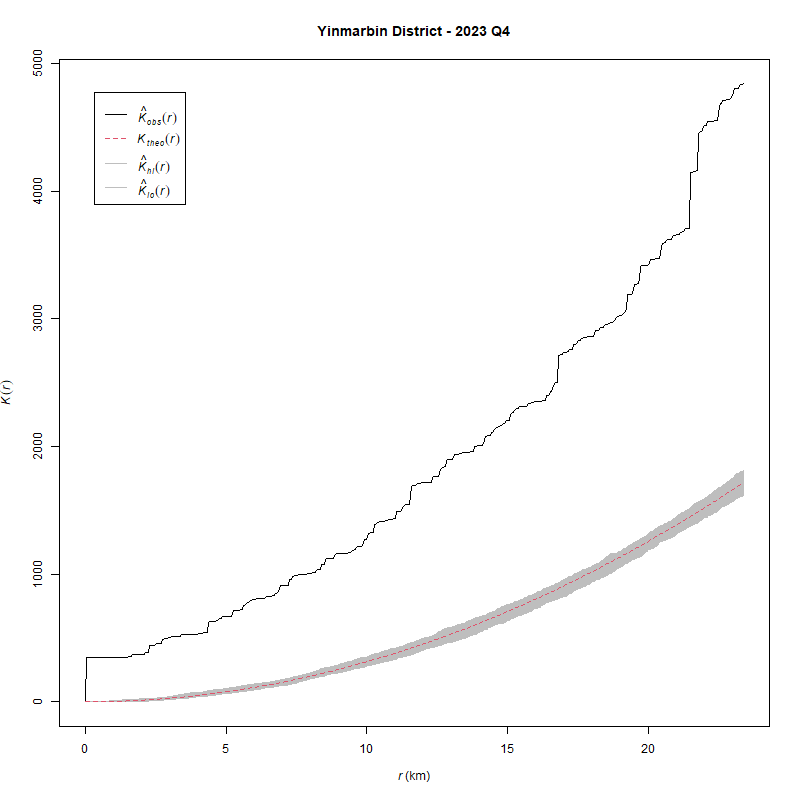 Yinmarbin District - 2023 Q4
K̂obs(r)
Ktheo(r)
K̂hi(r)
K̂lo(r)
5000
4000
3000
2000
1000
0
K(r)
0 5 10 15 20
r (km)